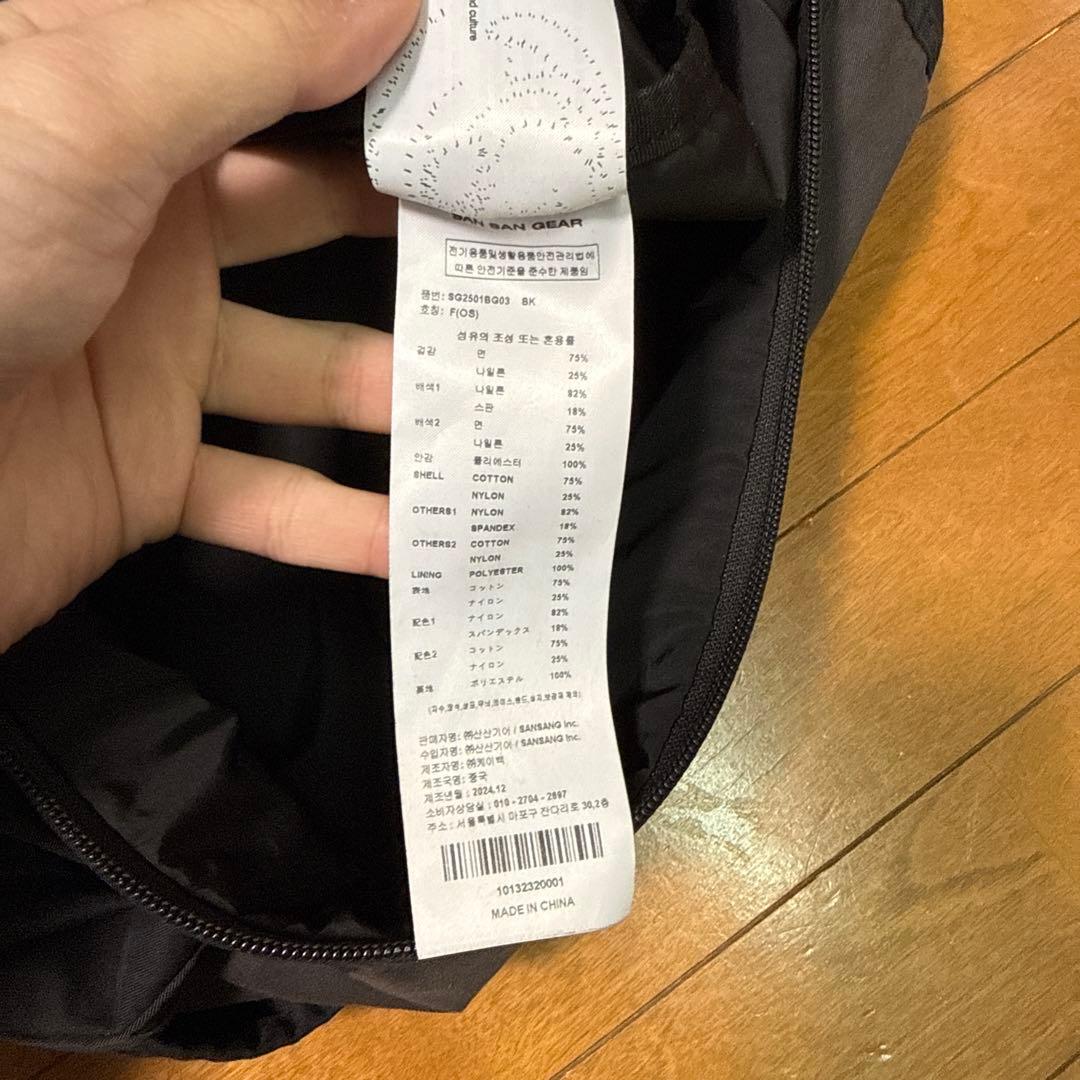 d culture
SAN SAN GEAR
전기용품및생활용품안전관리법에
따른 안전기준을 준수한 제품임
품번: SG2501BG03 BK
호칭: F(OS)
섬유의 조성 또는 혼용률
겉감 면 75%
나일론 25%
배색1 나일론 82%
스판 18%
배색2 면 75%
나일론 25%
안감 폴리에스터 100%
SHELL COTTON 75%
NYLON 25%
OTHERS1 NYLON 82%
SPANDEX 18%
OTHERS2 COTTON 75%
NYLON 25%
LINING POLYESTER 100%
表地 コットン 75%
ナイロン 25%
配色1 ナイロン 82%
スパンデックス 18%
配色2 コットン 75%
ナイロン 25%
裏地 ポリエステル 100%
판매자명: ㈜산산기어 / SANSANG Inc.
수입자명: ㈜산산기어 / SANSANG Inc.
제조자명: ㈜케이백
제조국명: 중국
제조년월 : 2024.12
소비자상담실 : 010 - 2704 - 2697
주소 : 서울특별시 마포구 잔다리로 30,2층
10132320001
MADE IN CHINA